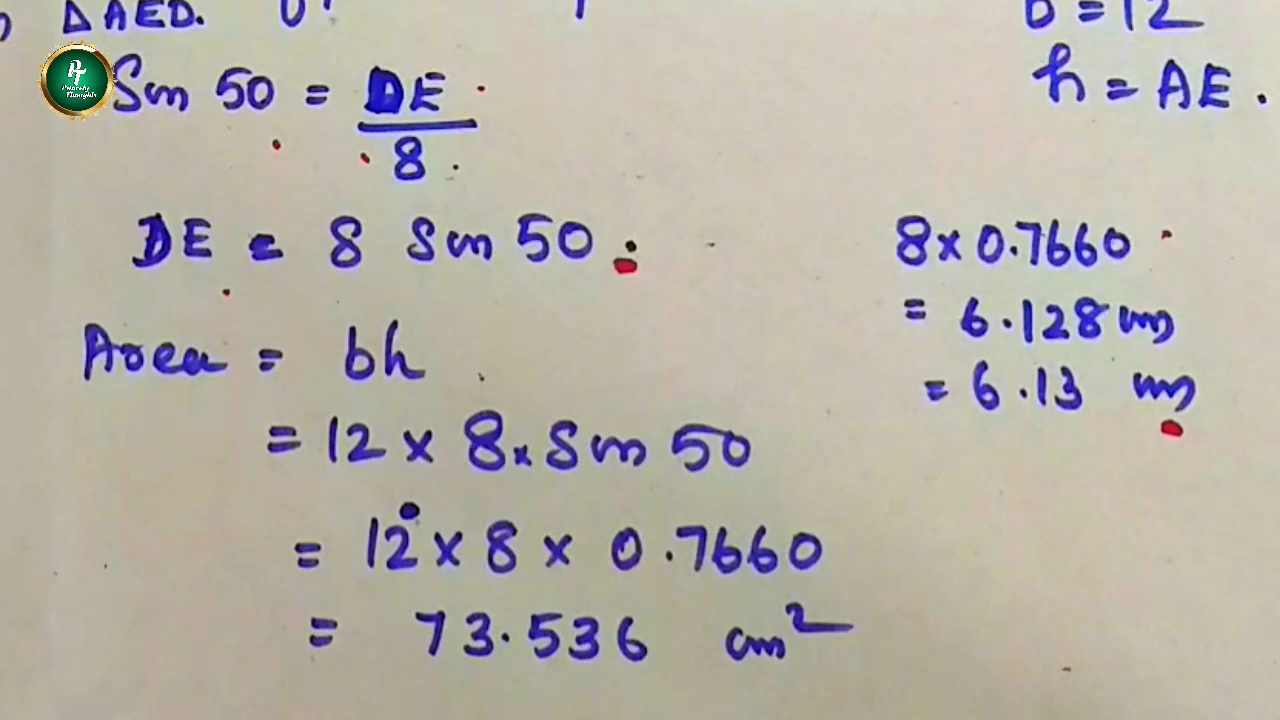 Δ AED.
b = 12
Sin 50 = DE / 8
h = AE .
DE = 8 Sin 50
8 x 0.7660
= 6.128 cm
= 6.13 cm
Area = bh
= 12 x 8 x Sin 50
= 12 x 8 x 0.7660
= 73.536 cm²